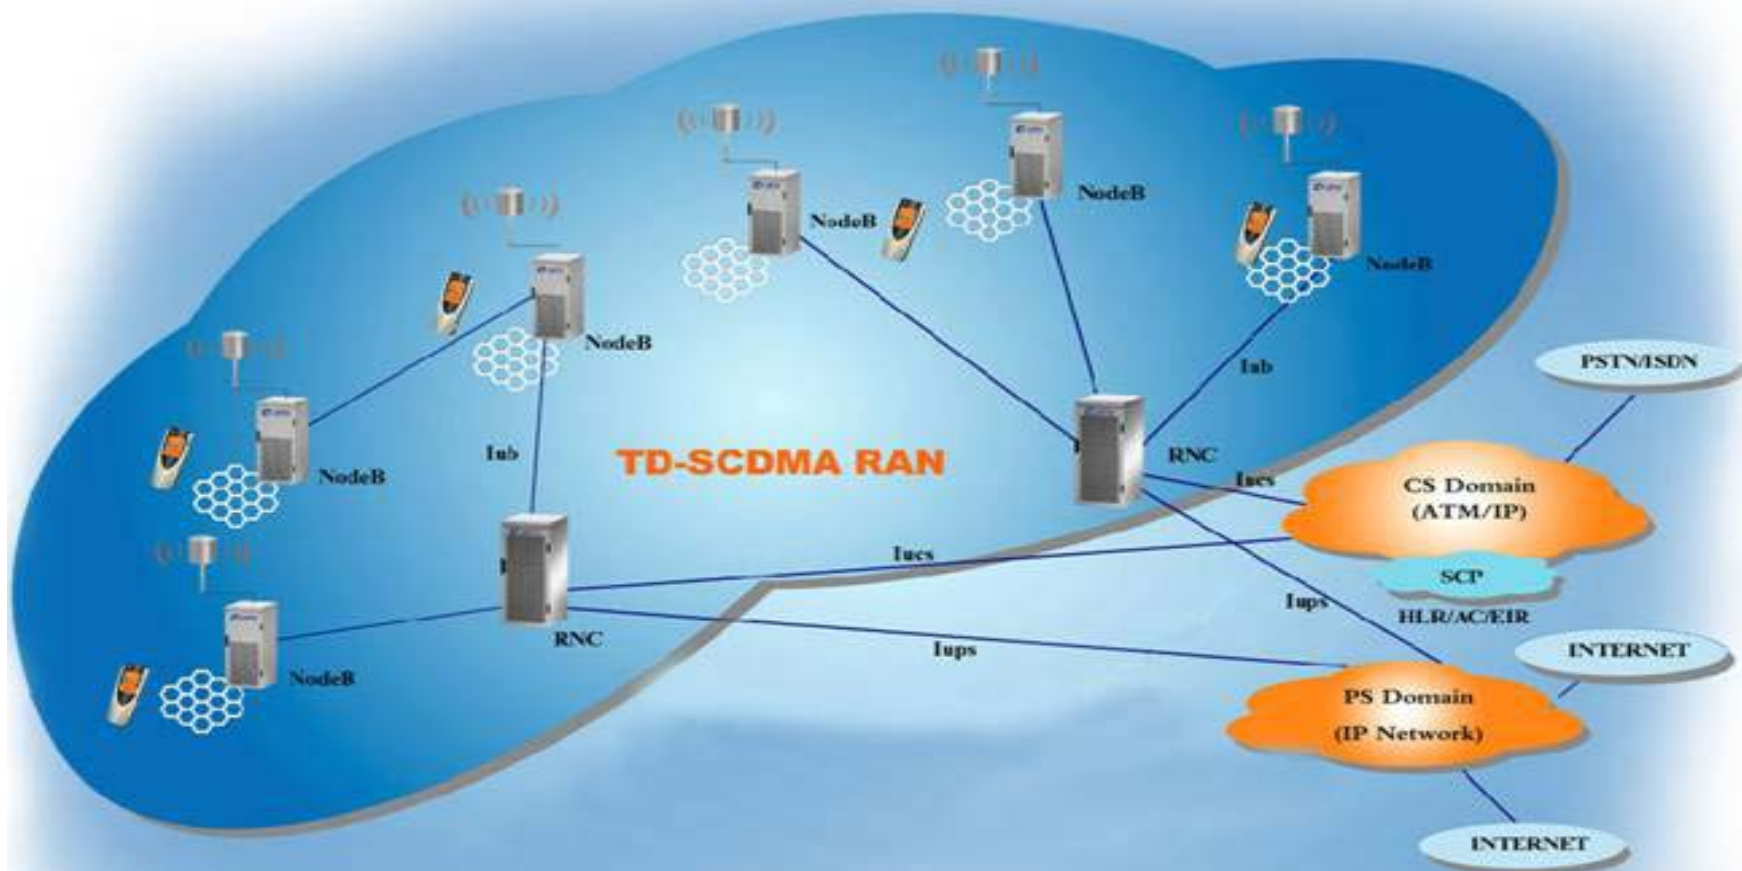 NodeB
NodeB
NodeB
NodeB
NodeB
PSTN/ISDN
Iub
Iub
TD-SCDMA RAN
RNC
NodeB
Iucs
CS Domain
(ATM/IP)
Iucs
SCP
Iups
HLR/AC/EIR
RNC
Iups
INTERNET
NodeB
PS Domain
(IP Network)
INTERNET